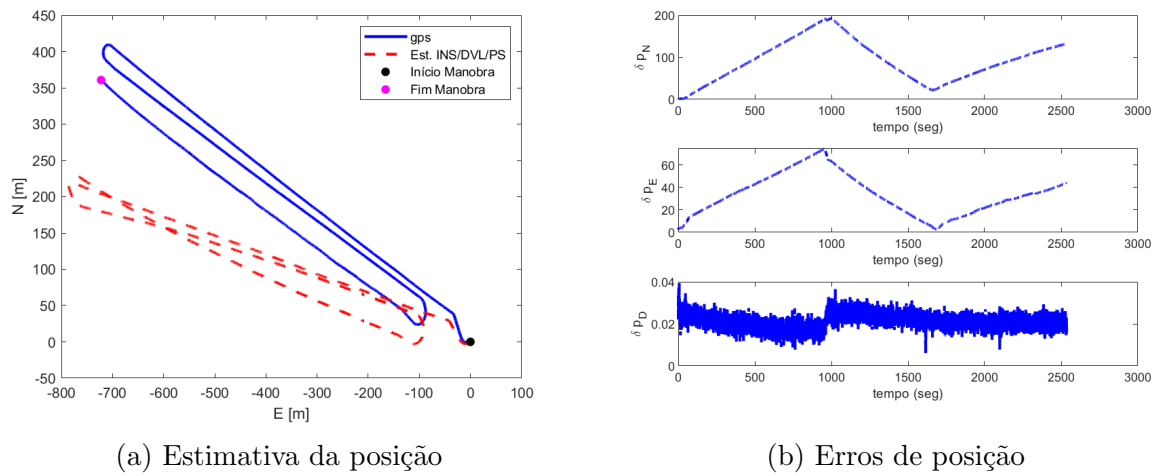 450
400
350
300
250
200
150
100
50
0
-50
N [m]
-800 -700 -600 -500 -400 -300 -200 -100 0 100
E [m]
gps
Est. INS/DVL/PS
Início Manobra
Fim Manobra
(a) Estimativa da posição
200
100
0
δ p_N
0 500 1000 1500 2000 2500 3000
tempo (seg)
60
40
20
0
δ p_E
0 500 1000 1500 2000 2500 3000
tempo (seg)
0.04
0.02
0
δ p_D
0 500 1000 1500 2000 2500 3000
tempo (seg)
(b) Erros de posição